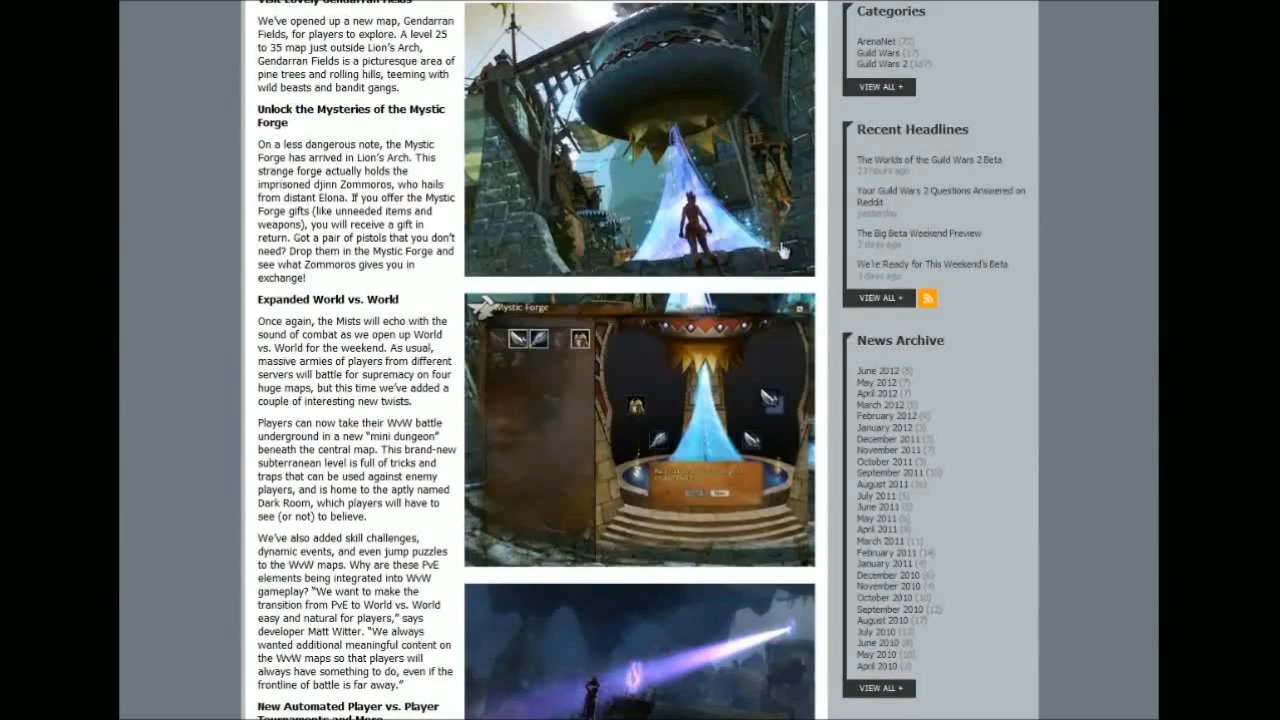 Visit Lovely Gendarran Fields
We've opened up a new map, Gendarran
Fields, for players to explore. A level 25
to 35 map just outside Lion's Arch,
Gendarran Fields is a picturesque area of
pine trees and rolling hills, teeming with
wild beasts and bandit gangs.
Unlock the Mysteries of the Mystic
Forge
On a less dangerous note, the Mystic
Forge has arrived in Lion's Arch. This
strange forge actually holds the
imprisoned djinn Zommoros, who hails
from distant Elona. If you offer the Mystic
Forge gifts (like unneeded items and
weapons), you will receive a gift in
return. Got a pair of pistols that you don't
need? Drop them in the Mystic Forge and
see what Zommoros gives you in
exchange!
Expanded World vs. World
Once again, the Mists will echo with the
sound of combat as we open up World
vs. World for the weekend. As usual,
massive armies of players from different
servers will battle for supremacy on four
huge maps, but this time we've added a
couple of interesting new twists.
Players can now take their WvW battle
underground in a new "mini dungeon"
beneath the central map. This brand-new
subterranean level is full of tricks and
traps that can be used against enemy
players, and is home to the aptly named
Dark Room, which players will have to
see (or not) to believe.
We've also added skill challenges,
dynamic events, and even jump puzzles
to the WvW maps. Why are these PvE
elements being integrated into WvW
gameplay? "We want to make the
transition from PvE to World vs. World
easy and natural for players," says
developer Matt Witter. "We always
wanted additional meaningful content on
the WvW maps so that players will
always have something to do, even if the
frontline of battle is far away."
New Automated Player vs. Player
Tournaments and More
Mystic Forge
Categories
ArenaNet
Guild Wars
Guild Wars 2
VIEW ALL +
Recent Headlines
The Worlds of the Guild Wars 2 Beta
23 hours ago
Your Guild Wars 2 Questions Answered on
Reddit
yesterday
The Big Beta Weekend Preview
3 days ago
We're Ready for This Weekend's Beta
3 days ago
VIEW ALL +
News Archive
June 2012
May 2012
April 2012
March 2012
February 2012
January 2012
December 2011
November 2011
October 2011
September 2011
August 2011
July 2011
June 2011
May 2011
April 2011
March 2011
February 2011
January 2011
December 2010
November 2010
October 2010
September 2010
August 2010
July 2010
June 2010
May 2010
April 2010
VIEW ALL +